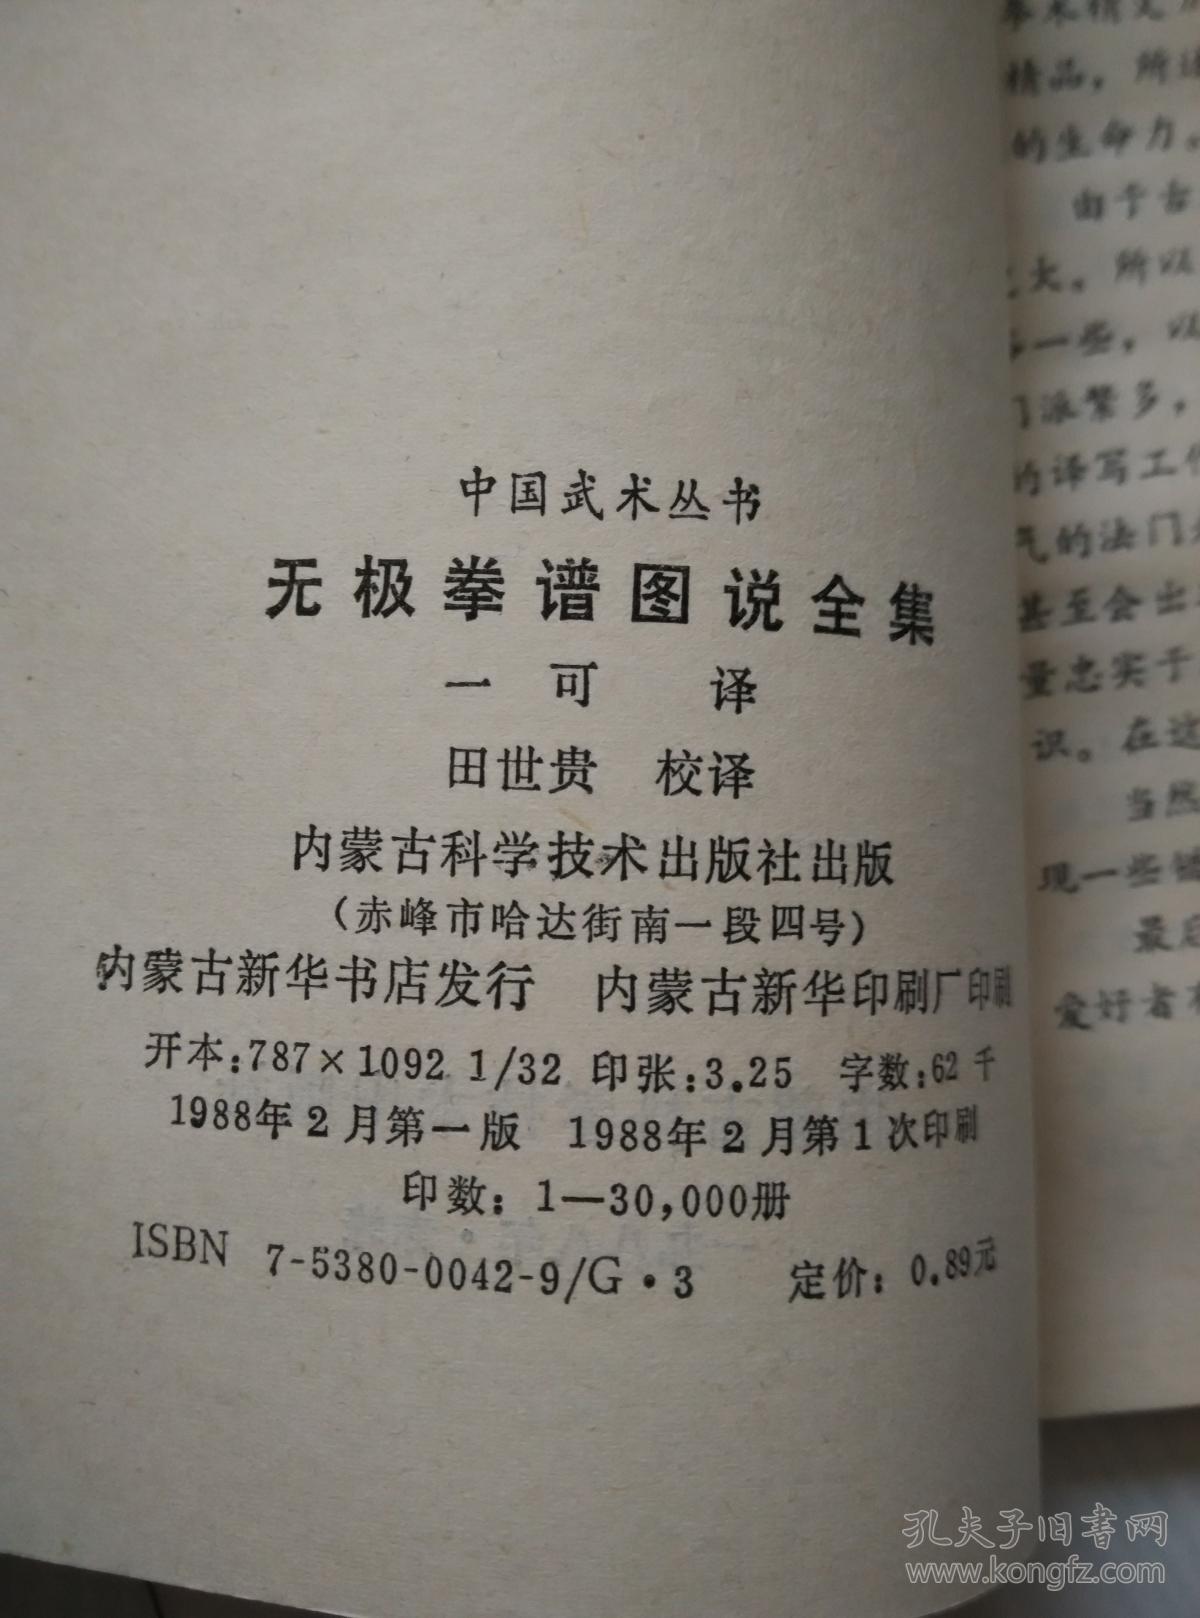 中国武术丛书
无极拳谱图说全集
一可 译
田世贵 校译
内蒙古科学技术出版社出版
(赤峰市哈达街南一段四号)
内蒙古新华书店发行 内蒙古新华印刷厂印刷
开本:787×1092 1/32 印张:3.25 字数:62千
1988年2月第一版 1988年2月第1次印刷
印数:1—30,000册
ISBN 7-5380-0042-9/G·3 定价:0.89元
精品,所
的生命力。
由于古
大。所以
一些,以
门派繁多,
的译写工作
气的法门
甚至会出
量忠实于
识。在这
当然
现一些
最后
爱好者
孔夫子旧书网
www.kongfz.com